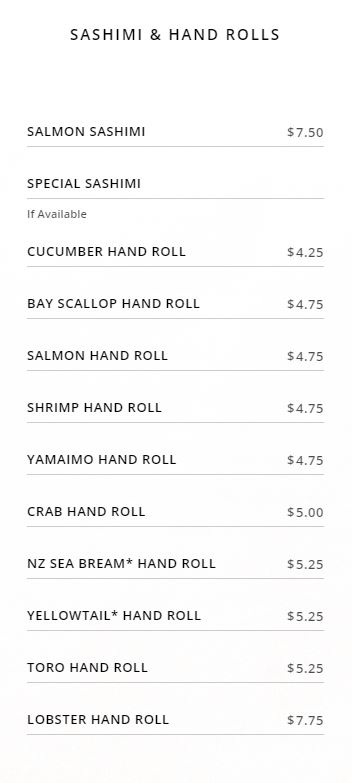 SASHIMI & HAND ROLLS
SALMON SASHIMI $7.50
SPECIAL SASHIMI
If Available
CUCUMBER HAND ROLL $4.25
BAY SCALLOP HAND ROLL $4.75
SALMON HAND ROLL $4.75
SHRIMP HAND ROLL $4.75
YAMAIMO HAND ROLL $4.75
CRAB HAND ROLL $5.00
NZ SEA BREAM* HAND ROLL $5.25
YELLOWTAIL* HAND ROLL $5.25
TORO HAND ROLL $5.25
LOBSTER HAND ROLL $7.75